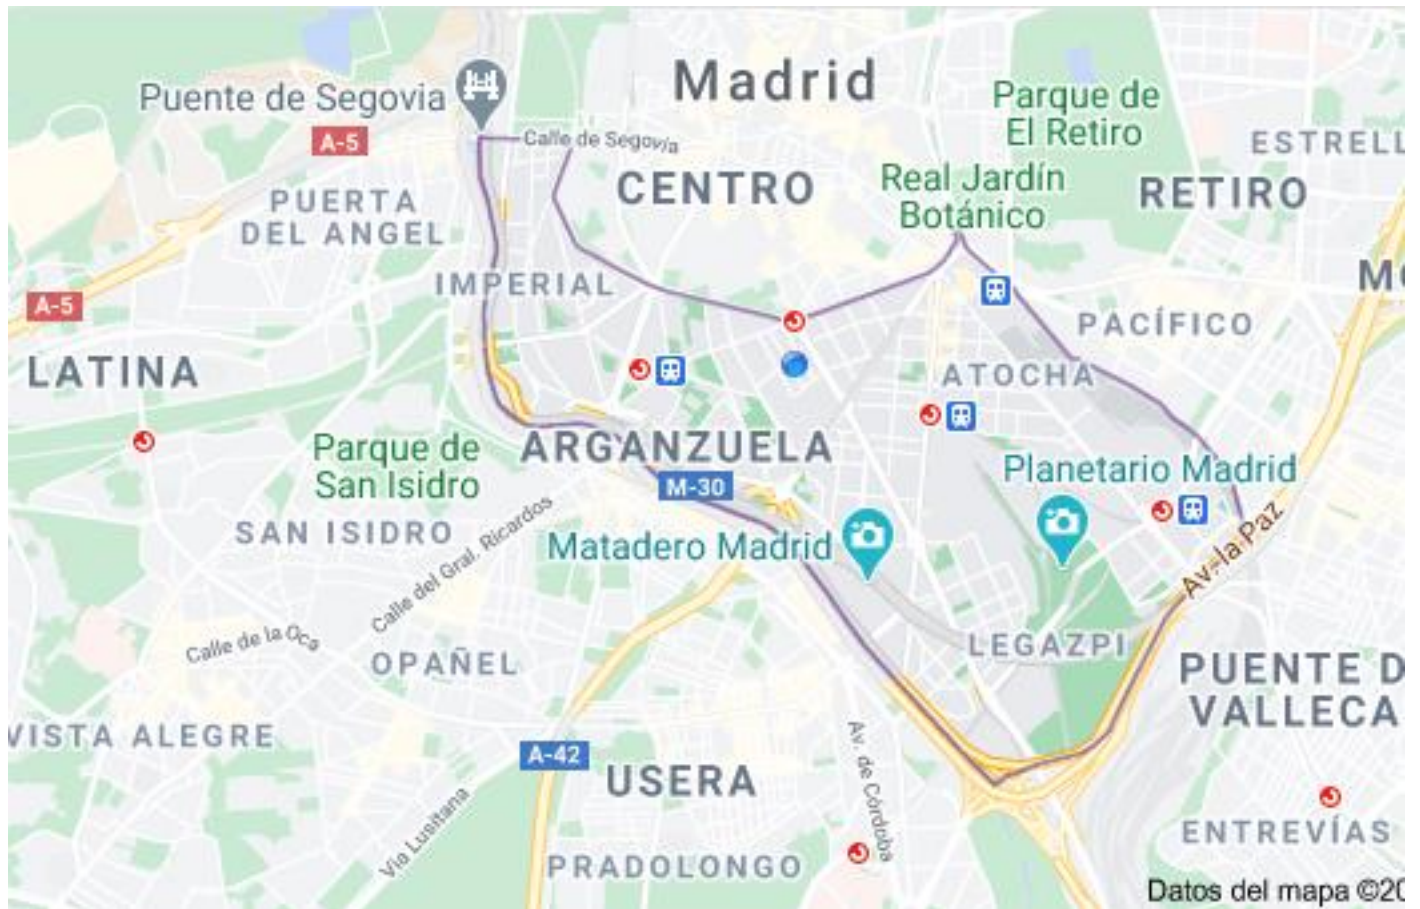 Madrid
Puente de Segovia
Parque de
El Retiro
A-5
Calle de Segovia
ESTRELL
CENTRO
Real Jardín
Botánico
RETIRO
PUERTA
DEL ANGEL
IMPERIAL
M
A-5
PACÍFICO
LATINA
ATOCHA
Parque de
San Isidro
ARGANZUELA
Planetario Madrid
M-30
SAN ISIDRO
Calle del Gral. Ricardos
Matadero Madrid
Av. la Paz
Calle de la Oca
OPAÑEL
LEGAZPI
PUENTE D
VALLECA
VISTA ALEGRE
A-42
USERA
Av. de Córdoba
Vía Lusitana
PRADOLONGO
ENTREVÍAS
Datos del mapa ©20